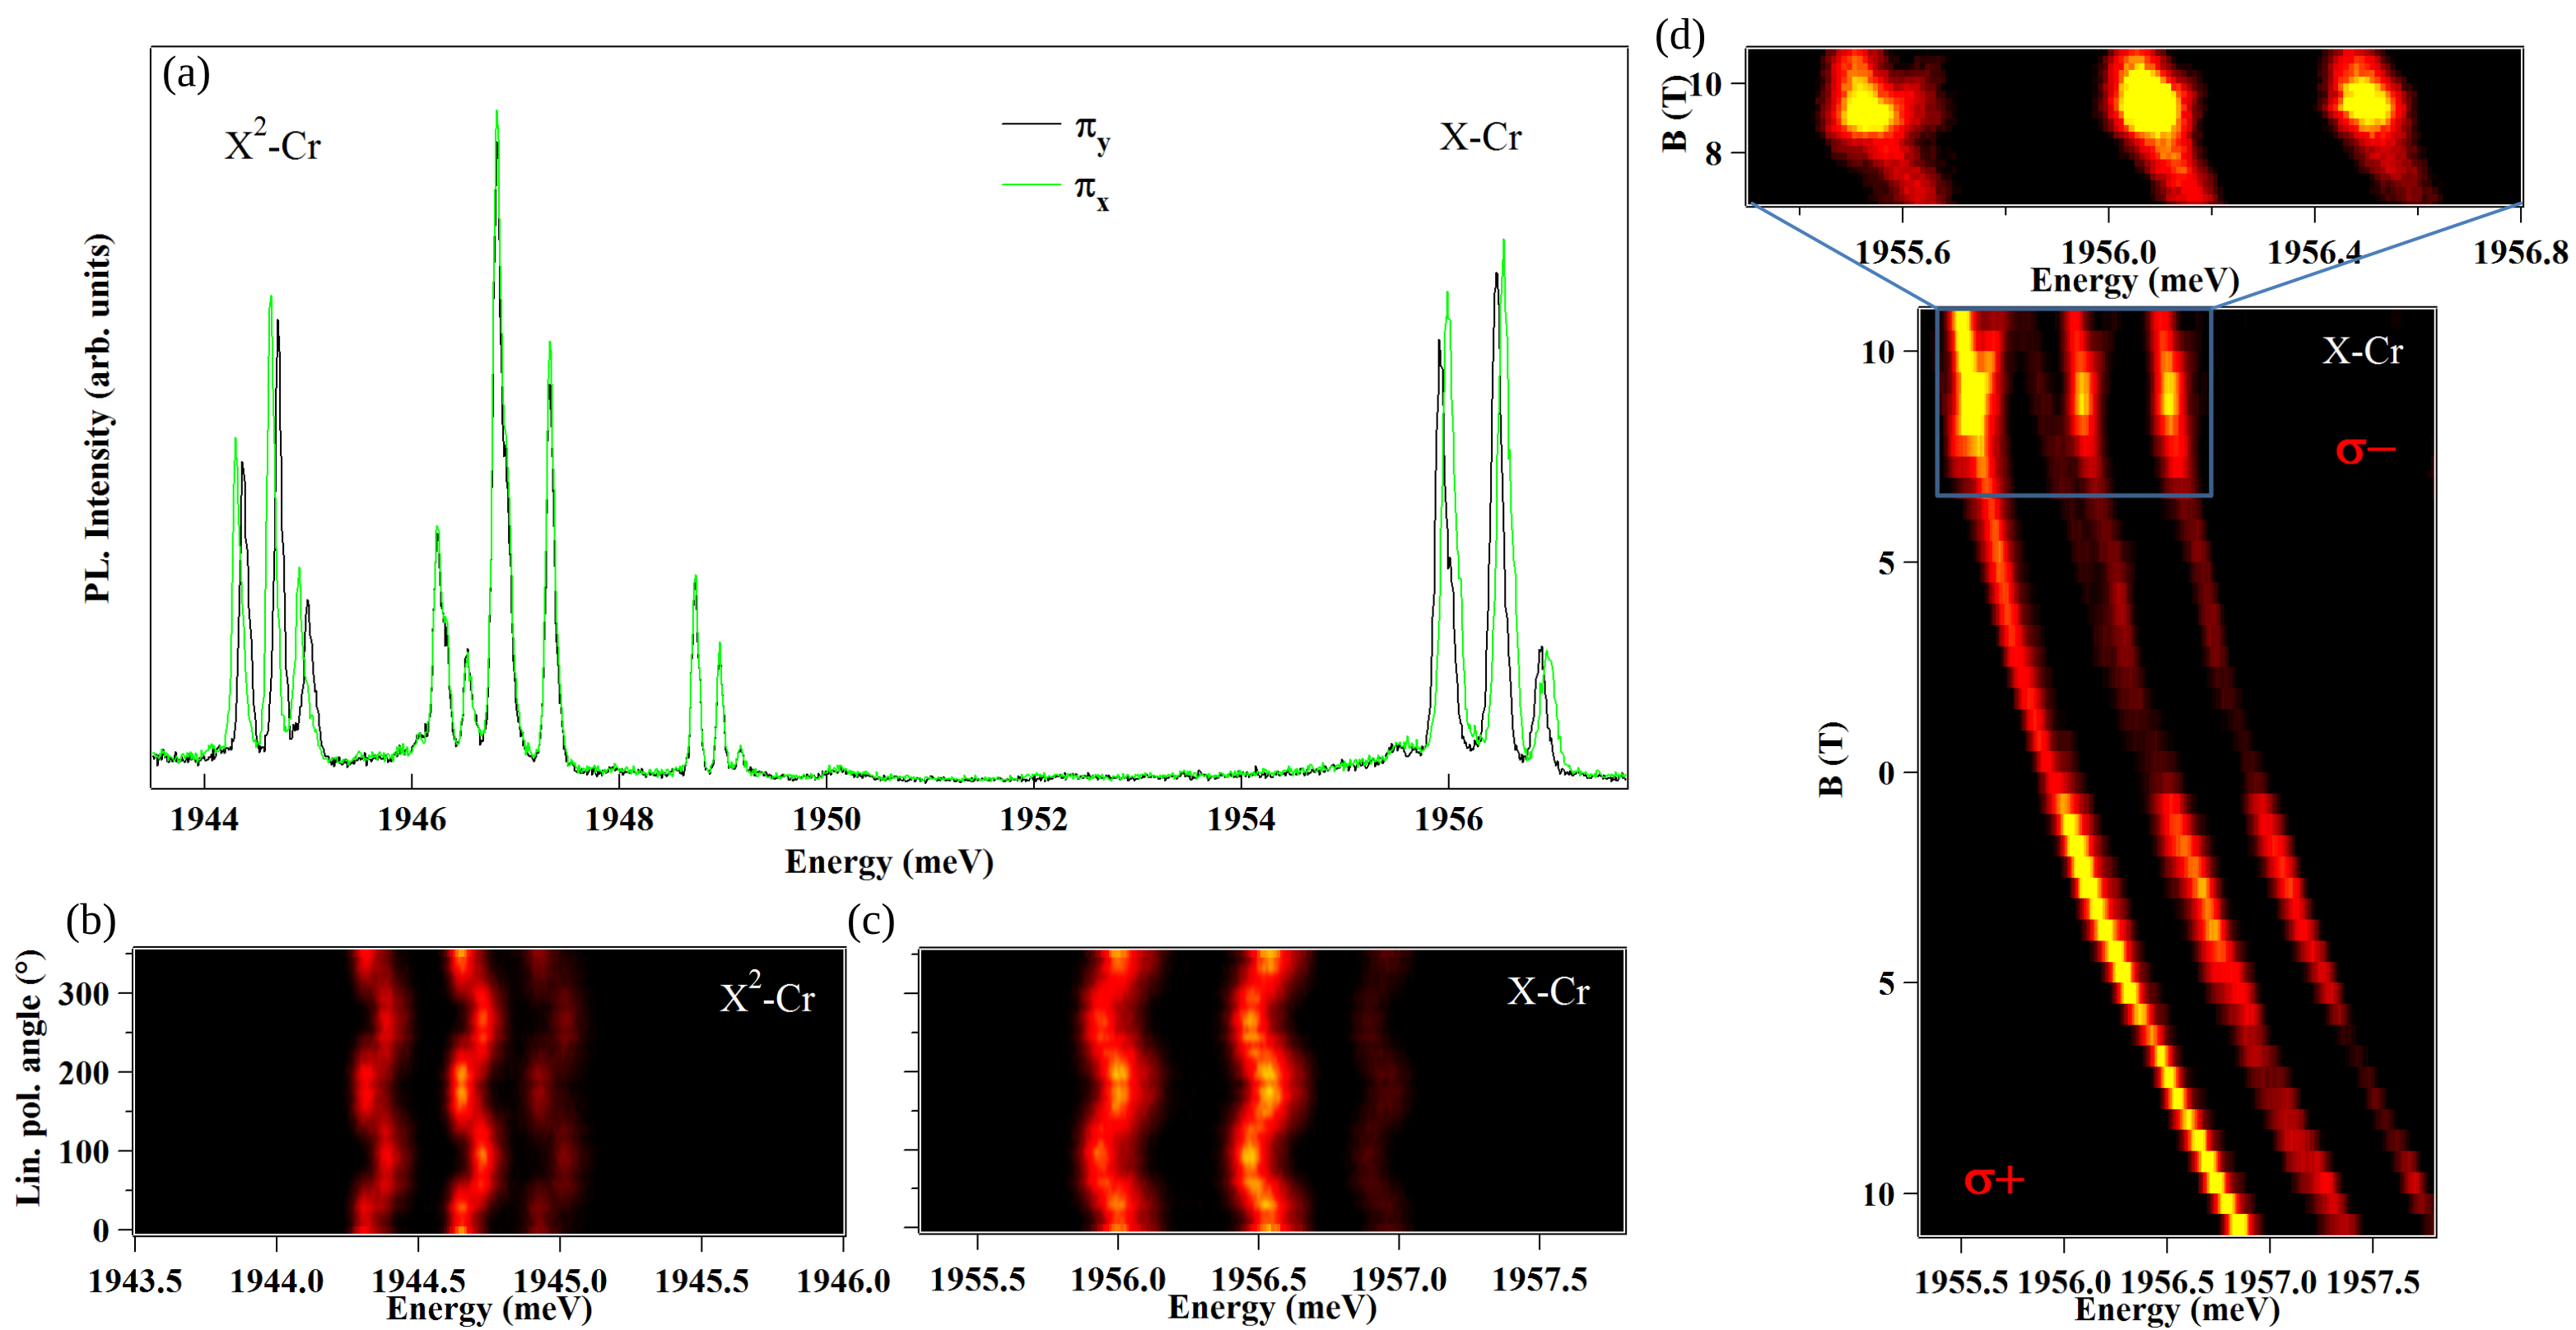 (a)
X²-Cr
πy
πx
X-Cr
PL. Intensity (arb. units)
1944 1946 1948 1950 1952 1954 1956
Energy (meV)
(b)
X²-Cr
Lin. pol. angle (°)
300
200
100
0
1943.5 1944.0 1944.5 1945.0 1945.5 1946.0
Energy (meV)
(c)
X-Cr
1955.5 1956.0 1956.5 1957.0 1957.5
Energy (meV)
(d)
B (T)
10
8
1955.6 1956.0 1956.4 1956.8
Energy (meV)
X-Cr
σ−
B (T)
10
5
0
5
10
σ+
1955.5 1956.0 1956.5 1957.0 1957.5
Energy (meV)